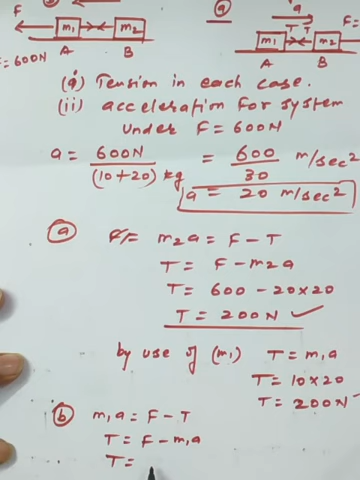 F
m₁
m₂
A
B
F = 600N
ⓐ
a
T T
F =
m₁
m₂
A
B
(i) Tension in each case.
(ii) acceleration for system
under F = 600N
a = 600N / (10+20) kg = 600 / 30 m/sec²
a = 20 m/sec²
ⓐ m₂a = F - T
T = F - m₂a
T = 600 - 20×20
T = 200N ✓
by use of (m₁) T = m₁a
T = 10×20
T = 200N
ⓑ m₁a = F - T
T = F - m₁a
T =